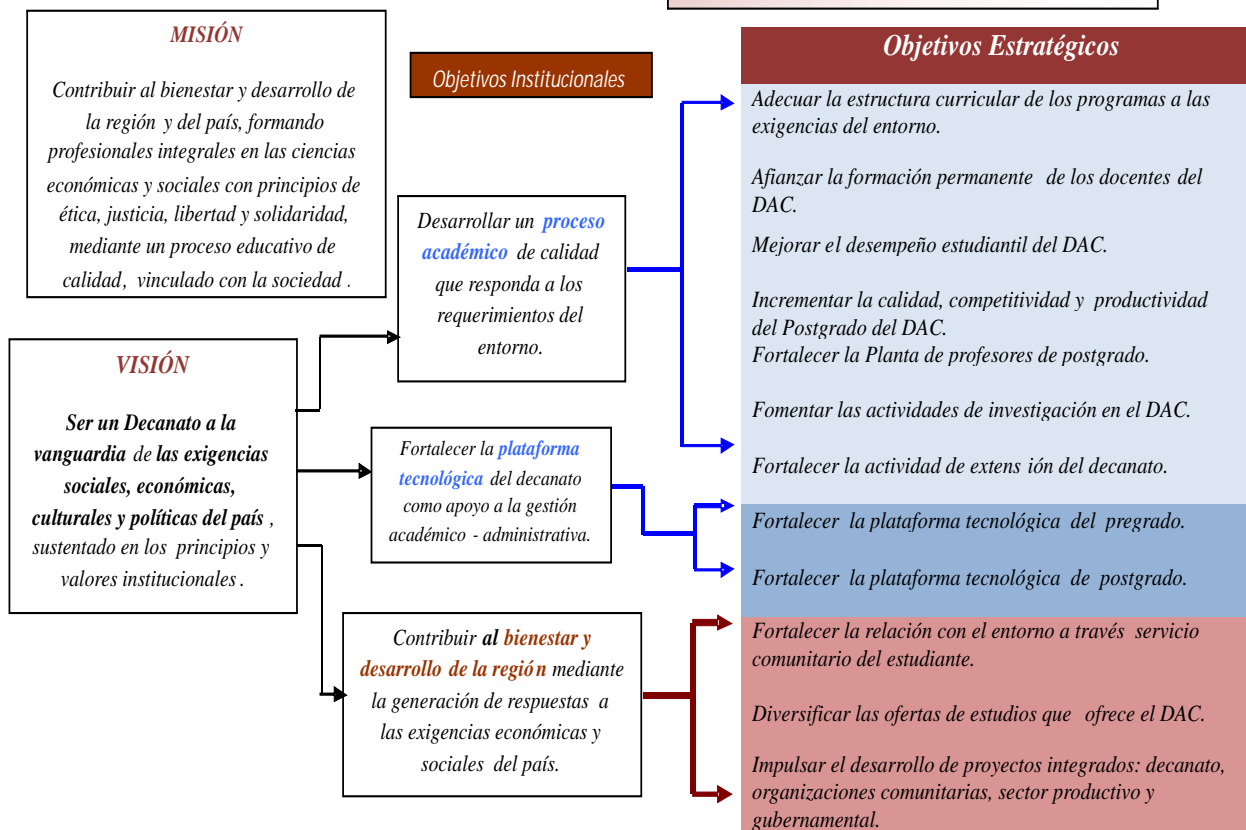 MISIÓN
Contribuir al bienestar y desarrollo de
la región y del país, formando
profesionales integrales en las ciencias
económicas y sociales con principios de
ética, justicia, libertad y solidaridad,
mediante un proceso educativo de
calidad, vinculado con la sociedad .
VISIÓN
Ser un Decanato a la
vanguardia de las exigencias
sociales, económicas,
culturales y políticas del país ,
sustentado en los principios y
valores institucionales .
Objetivos Institucionales
Desarrollar un proceso
académico de calidad
que responda a los
requerimientos del
entorno.
Fortalecer la plataforma
tecnológica del decanato
como apoyo a la gestión
académico - administrativa.
Contribuir al bienestar y
desarrollo de la región mediante
la generación de respuestas a
las exigencias económicas y
sociales del país.
Objetivos Estratégicos
Adecuar la estructura curricular de los programas a las
exigencias del entorno.
Afianzar la formación permanente de los docentes del
DAC.
Mejorar el desempeño estudiantil del DAC.
Incrementar la calidad, competitividad y productividad
del Postgrado del DAC.
Fortalecer la Planta de profesores de postgrado.
Fomentar las actividades de investigación en el DAC.
Fortalecer la actividad de extens ión del decanato.
Fortalecer la plataforma tecnológica del pregrado.
Fortalecer la plataforma tecnológica de postgrado.
Fortalecer la relación con el entorno a través servicio
comunitario del estudiante.
Diversificar las ofertas de estudios que ofrece el DAC.
Impulsar el desarrollo de proyectos integrados: decanato,
organizaciones comunitarias, sector productivo y
gubernamental.